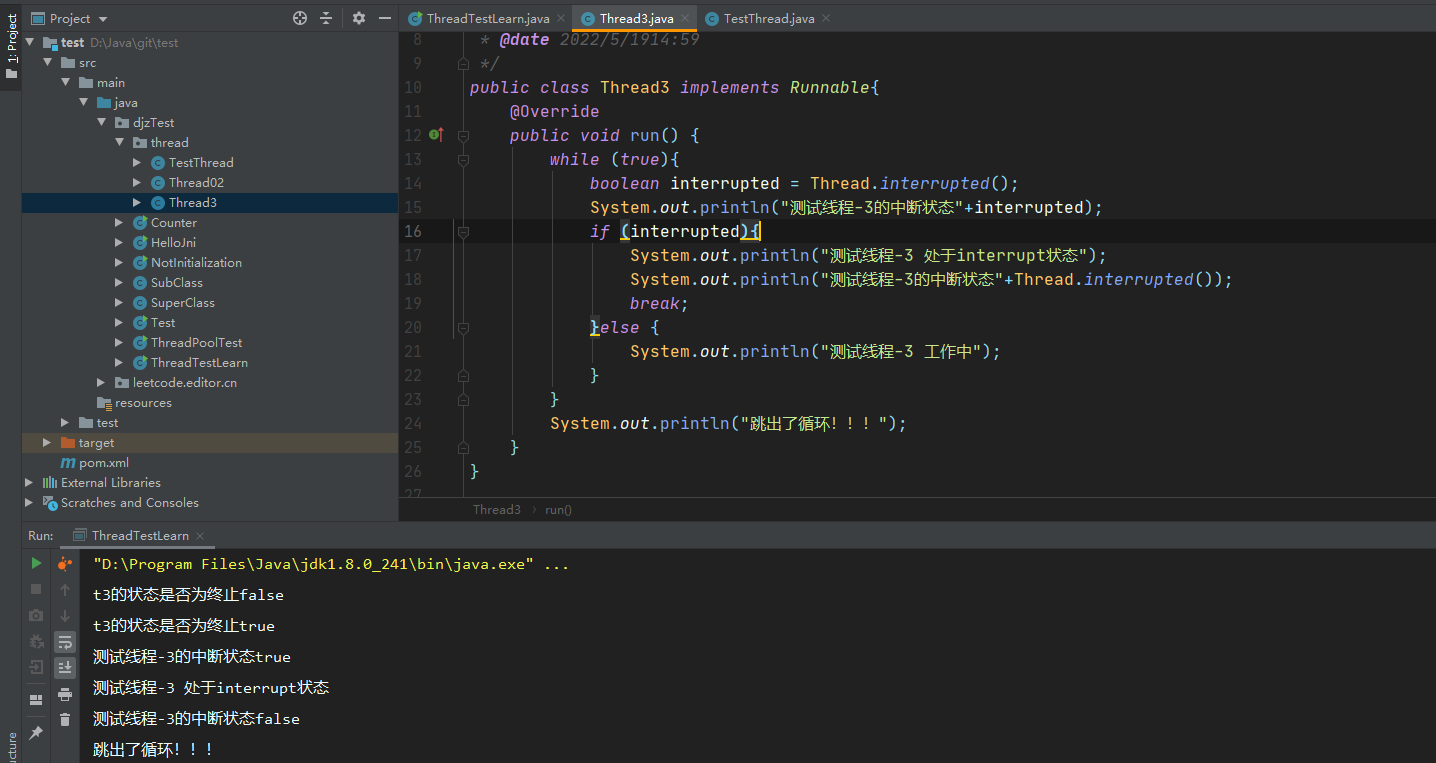 1: Project
Project
test D:\Java\git\test
src
main
java
djzTest
thread
TestThread
Thread02
Thread3
Counter
HelloJni
NotInitialization
SubClass
SuperClass
Test
ThreadPoolTest
ThreadTestLearn
leetcode.editor.cn
resources
test
target
pom.xml
External Libraries
Scratches and Consoles
ThreadTestLearn.java Thread3.java TestThread.java
8 * @date 2022/5/1914:59
9 */
10 public class Thread3 implements Runnable{
11 @Override
12 public void run() {
13 while (true){
14 boolean interrupted = Thread.interrupted();
15 System.out.println("测试线程-3的中断状态"+interrupted);
16 if (interrupted){
17 System.out.println("测试线程-3 处于interrupt状态");
18 System.out.println("测试线程-3的中断状态"+Thread.interrupted());
19 break;
20 }else {
21 System.out.println("测试线程-3 工作中");
22 }
23 }
24 System.out.println("跳出了循环！！！");
25 }
26 }
27
Thread3 › run()
Run: ThreadTestLearn
"D:\Program Files\Java\jdk1.8.0_241\bin\java.exe" ...
t3的状态是否为终止false
t3的状态是否为终止true
测试线程-3的中断状态true
测试线程-3 处于interrupt状态
测试线程-3的中断状态false
跳出了循环！！！